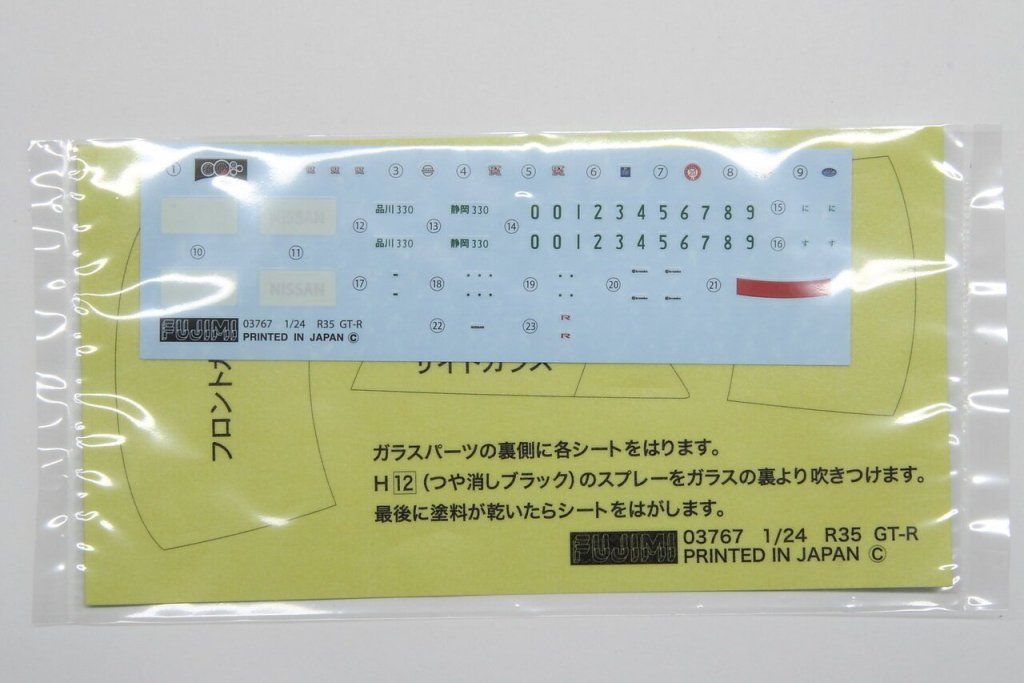 ① ③ ④ ⑤ ⑥ ⑦ ⑧ ⑨
NISSAN
⑫ 品川 330 ⑬ 静岡 330 ⑭ 0 0 1 2 3 4 5 6 7 8 9 ⑮ に に
⑩ ⑪ 品川 330 静岡 330 0 0 1 2 3 4 5 6 7 8 9 ⑯ す す
NISSAN ⑰ ⑱ ⑲ ⑳ ㉑
㉒ ㉓ R
R
FUJIMI 03767 1/24 R35 GT-R
PRINTED IN JAPAN ©
フロント
サイドガラス
ガラスパーツの裏側に各シートをはります。
H 12 (つや消しブラック)のスプレーをガラスの裏より吹きつけます。
最後に塗料が乾いたらシートをはがします。
FUJIMI 03767 1/24 R35 GT-R
PRINTED IN JAPAN ©